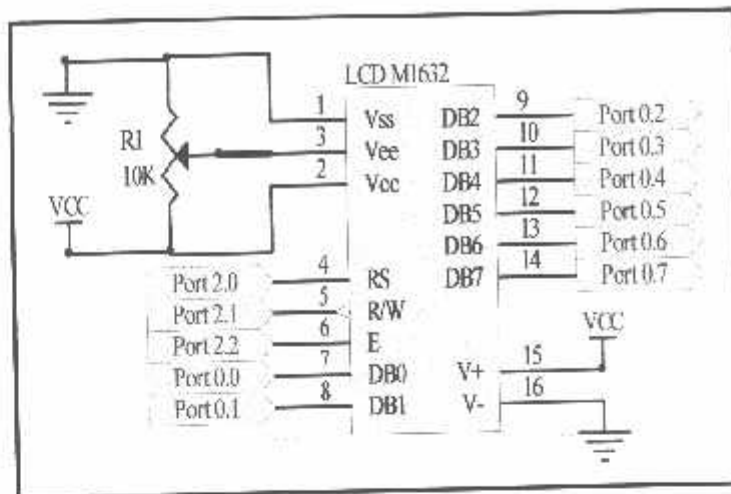 LCD M1632
1 Vss
R1
10K
3 Vee
2 Vcc
VCC
Port 2.0 4 RS
Port 2.1 5 R/W
Port 2.2 6 E
Port 0.0 7 DB0
Port 0.1 8 DB1
DB2 9 Port 0.2
DB3 10 Port 0.3
DB4 11 Port 0.4
DB5 12 Port 0.5
DB6 13 Port 0.6
DB7 14 Port 0.7
VCC
V+ 15
V- 16